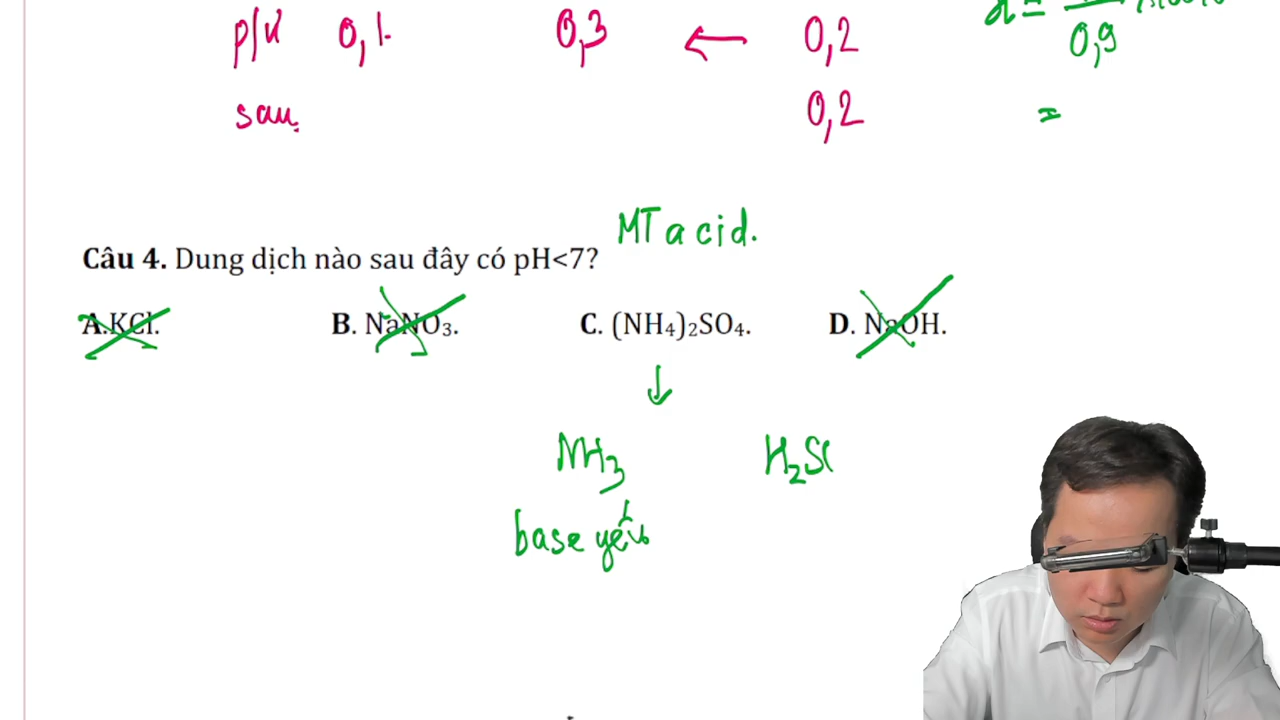 p/ư 0,1 0,3 ← 0,2
0,9
sau 0,2 =
MT acid.
Câu 4. Dung dịch nào sau đây có pH<7?
A.KCl. B. NaNO₃. C. (NH₄)₂SO₄. D. NaOH.
↓
NH₃ H₂SO
base yếu